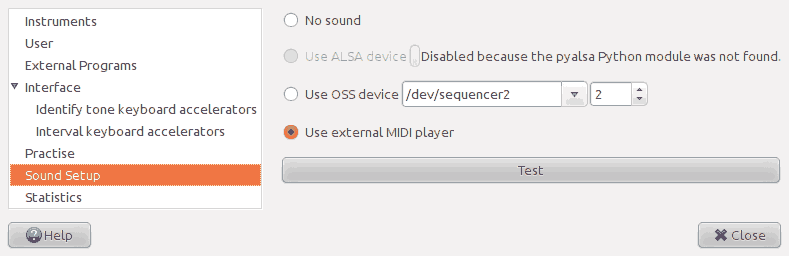 Instruments
User
External Programs
Interface
Identify tone keyboard accelerators
Interval keyboard accelerators
Practise
Sound Setup
Statistics
No sound
Use ALSA device Disabled because the pyalsa Python module was not found.
Use OSS device /dev/sequencer2 2
Use external MIDI player
Test
Help
Close